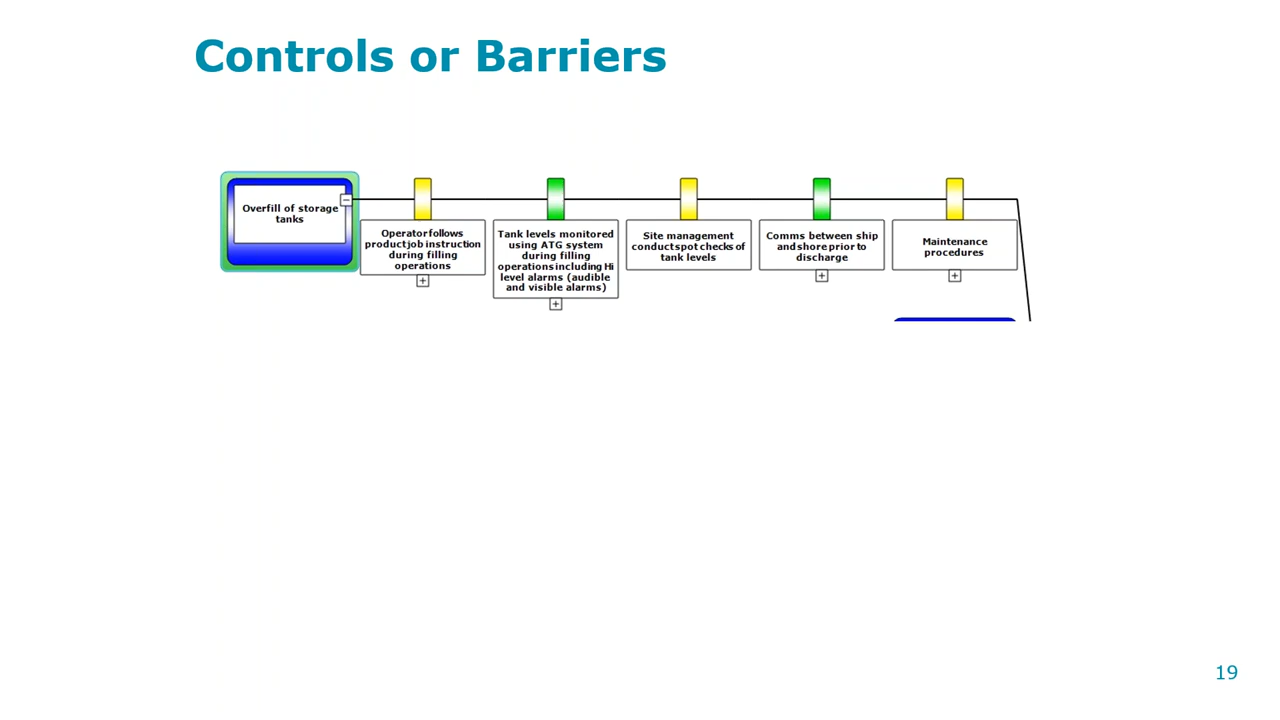 Controls or Barriers
Overfill of storage
tanks
Operator follows
product job instruction
during filling
operations
Tank levels monitored
using ATG system
during filling
operations including Hi
level alarms (audible
and visible alarms)
Site management
conduct spot checks of
tank levels
Comms between ship
and shore prior to
discharge
Maintenance
procedures
19